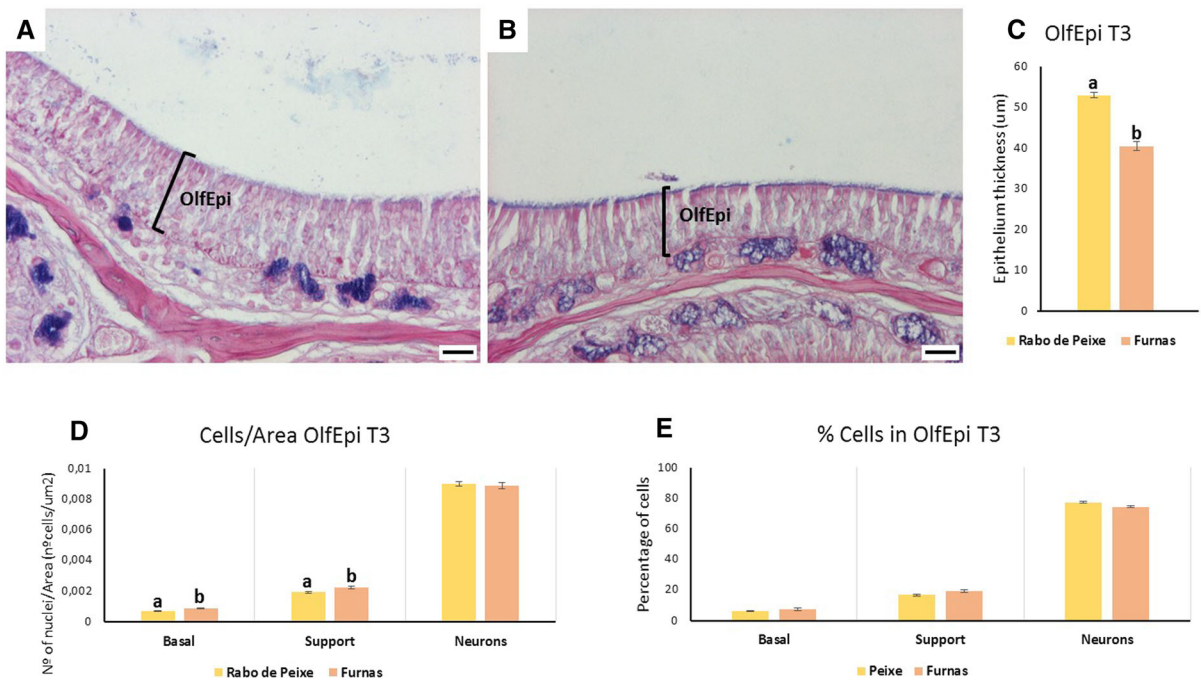 A
OlfEpi
B
OlfEpi
C
OlfEpi T3
Epithelium thickness (um)
60
50
40
30
20
10
0
a
b
Rabo de Peixe
Furnas
D
Cells/Area OlfEpi T3
Nº of nuclei/Area (nºcells/um2)
0,01
0,008
0,006
0,004
0,002
0
a
b
a
b
Basal
Support
Neurons
Rabo de Peixe
Furnas
E
% Cells in OlfEpi T3
Percentage of cells
100
80
60
40
20
0
Basal
Support
Neurons
Peixe
Furnas